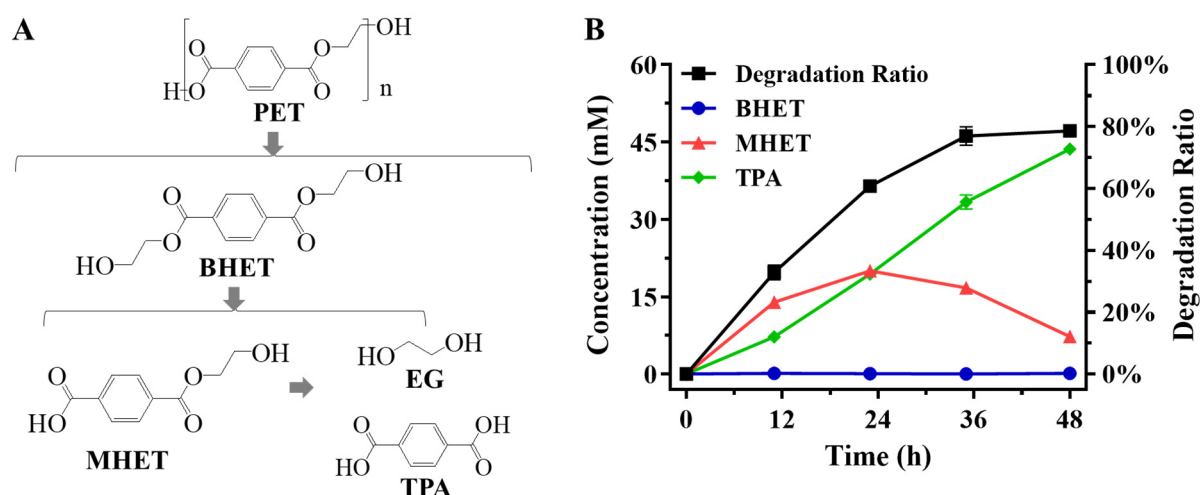 A
O
OH
O
H
O
O
n
PET
OH
O
O
O
O
HO
BHET
OH
O
O
HO
O
MHET
HO
OH
EG
O
OH
HO
O
TPA
B
60
45
30
15
0
Concentration (mM)
Degradation Ratio
BHET
MHET
TPA
100%
80%
60%
40%
20%
0%
Degradation Ratio
0 12 24 36 48
Time (h)